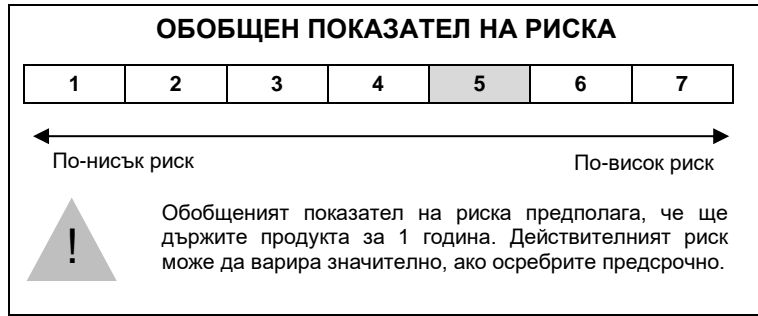 ОБОБЩЕН ПОКАЗАТЕЛ НА РИСКА
1 2 3 4 5 6 7
По-нисък риск По-висок риск
!
Обобщеният показател на риска предполага, че ще
държите продукта за 1 година. Действителният риск
може да варира значително, ако осребрите предсрочно.